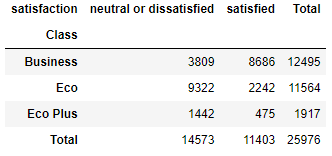 satisfaction neutral or dissatisfied satisfied Total
Class
Business 3809 8686 12495
Eco 9322 2242 11564
Eco Plus 1442 475 1917
Total 14573 11403 25976